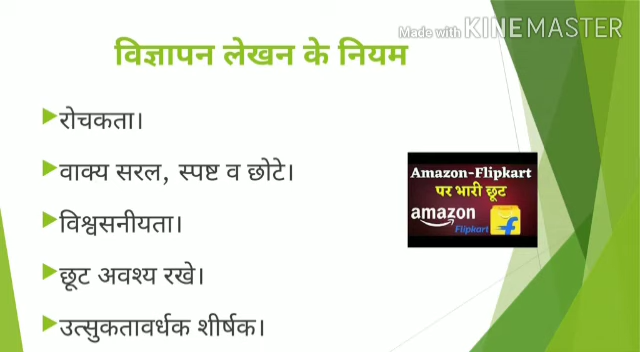 Made with KINEMASTER
विज्ञापन लेखन के नियम
रोचकता।
वाक्य सरल, स्पष्ट व छोटे।
विश्वसनीयता।
छूट अवश्य रखे।
उत्सुकतावर्धक शीर्षक।
Amazon-Flipkart
पर भारी छूट
amazon
Flipkart